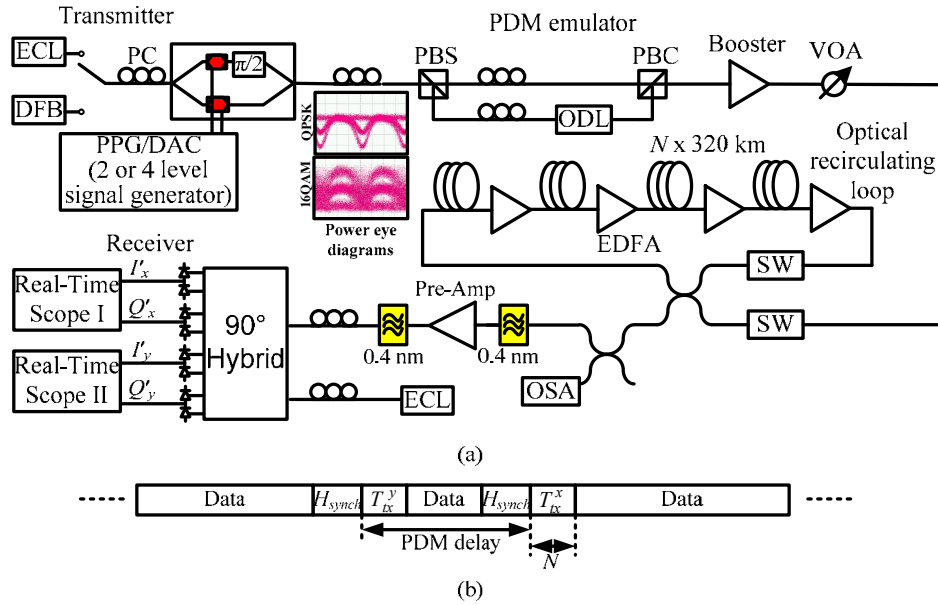 Transmitter
PDM emulator
ECL
PC
π/2
PBS
PBC
Booster
VOA
DFB
ODL
PPG/DAC
(2 or 4 level
signal generator)
QPSK
16QAM
Power eye
diagrams
N x 320 km
Optical
recirculating
loop
EDFA
SW
SW
Receiver
Real-Time
Scope I
I'x
Q'x
Real-Time
Scope II
I'y
Q'y
90°
Hybrid
Pre-Amp
0.4 nm
0.4 nm
OSA
ECL
(a)
Data
Hsynch
Ttx^y
Data
Hsynch
Ttx^x
Data
PDM delay
N
(b)